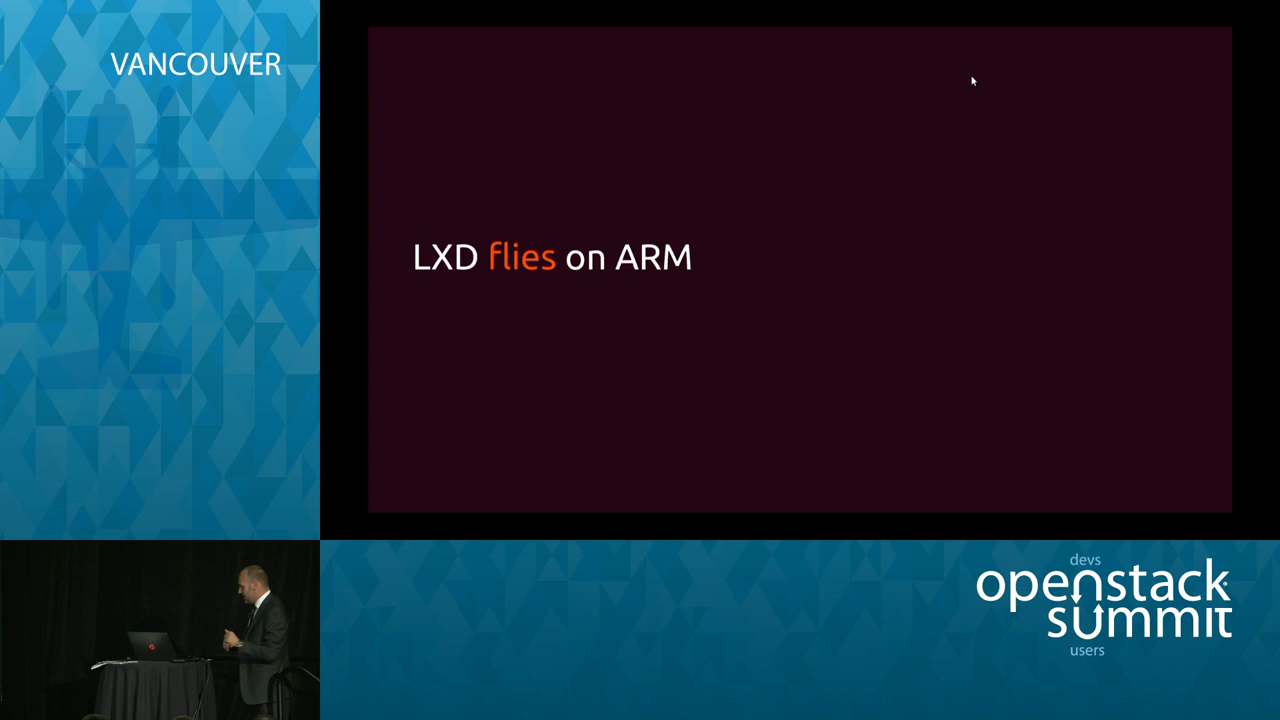 VANCOUVER
LXD flies on ARM
devs
openstack
summit
users